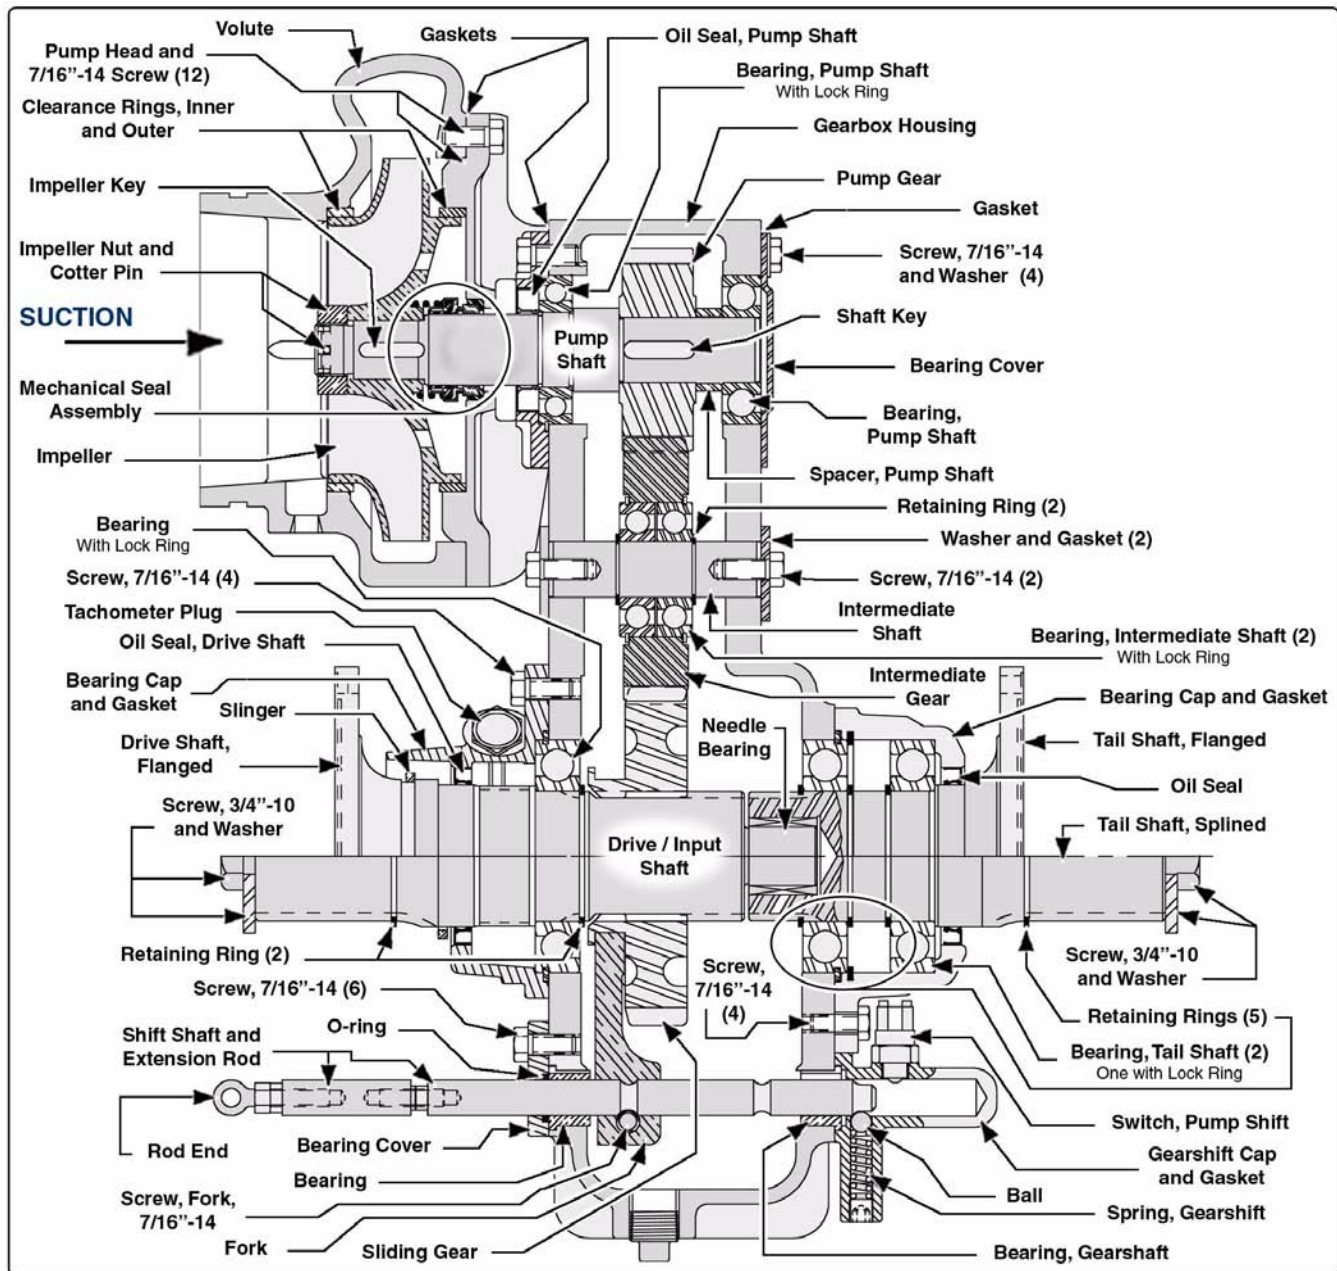 Volute
Gaskets
Oil Seal, Pump Shaft
Pump Head and
7/16”-14 Screw (12)
Bearing, Pump Shaft
With Lock Ring
Clearance Rings, Inner
and Outer
Gearbox Housing
Impeller Key
Pump Gear
Gasket
Impeller Nut and
Cotter Pin
Screw, 7/16”-14
and Washer (4)
SUCTION
Shaft Key
Pump
Shaft
Bearing Cover
Mechanical Seal
Assembly
Bearing,
Pump Shaft
Impeller
Spacer, Pump Shaft
Retaining Ring (2)
Bearing
With Lock Ring
Washer and Gasket (2)
Screw, 7/16”-14 (4)
Screw, 7/16”-14 (2)
Tachometer Plug
Intermediate
Shaft
Oil Seal, Drive Shaft
Bearing, Intermediate Shaft (2)
With Lock Ring
Bearing Cap
and Gasket
Intermediate
Gear
Bearing Cap and Gasket
Slinger
Needle
Bearing
Drive Shaft,
Flanged
Tail Shaft, Flanged
Oil Seal
Screw, 3/4”-10
and Washer
Tail Shaft, Splined
Drive / Input
Shaft
Retaining Ring (2)
Screw, 3/4”-10
and Washer
Screw,
7/16”-14
(4)
Screw, 7/16”-14 (6)
O-ring
Retaining Rings (5)
Shift Shaft and
Extension Rod
Bearing, Tail Shaft (2)
One with Lock Ring
Switch, Pump Shift
Rod End
Bearing Cover
Gearshift Cap
and Gasket
Bearing
Ball
Screw, Fork,
7/16”-14
Spring, Gearshift
Fork
Sliding Gear
Bearing, Gearshaft